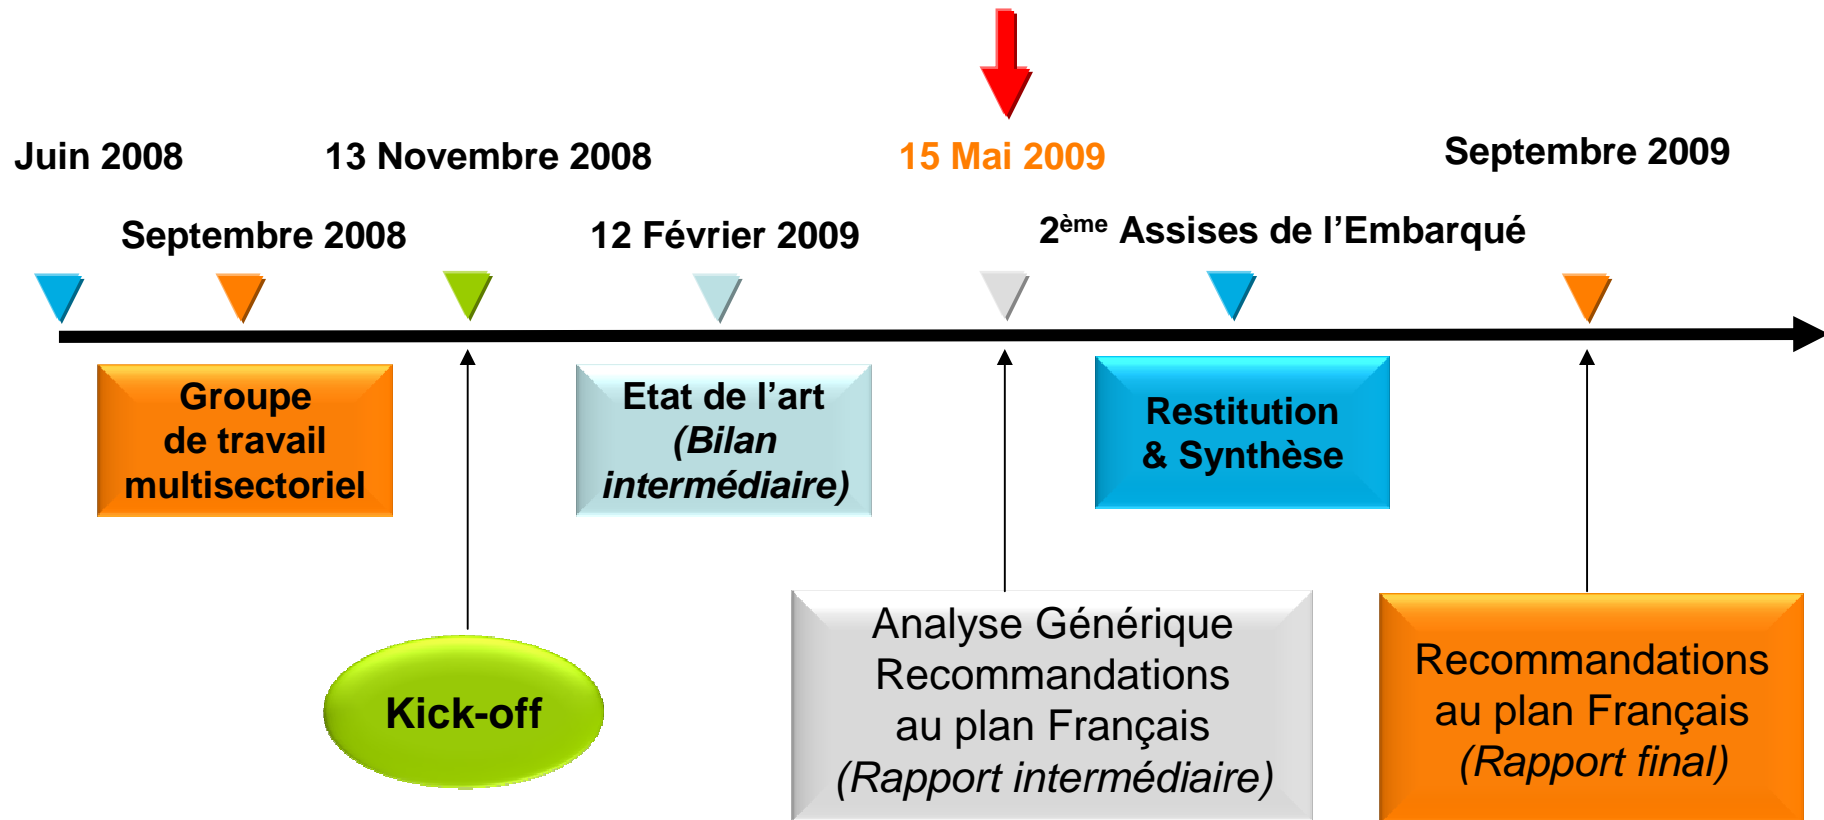 Juin 2008
13 Novembre 2008
15 Mai 2009
Septembre 2009
Septembre 2008
12 Février 2009
2ème Assises de l’Embarqué
Groupe
de travail
multisectoriel
Etat de l’art
(Bilan
intermédiaire)
Restitution
& Synthèse
Kick-off
Analyse Générique
Recommandations
au plan Français
(Rapport intermédiaire)
Recommandations
au plan Français
(Rapport final)